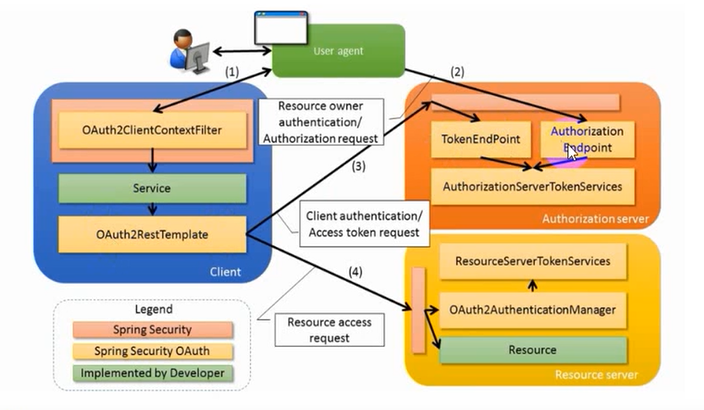 User agent
(1)
(2)
Resource owner
authentication/
Authorization request
OAuth2ClientContextFilter
Service
OAuth2RestTemplate
Client
(3)
Client authentication/
Access token request
(4)
Resource access
request
TokenEndPoint
Authorization
Endpoint
AuthorizationServerTokenServices
Authorization server
ResourceServerTokenServices
OAuth2AuthenticationManager
Resource
Resource server
Legend
Spring Security
Spring Security OAuth
Implemented by Developer